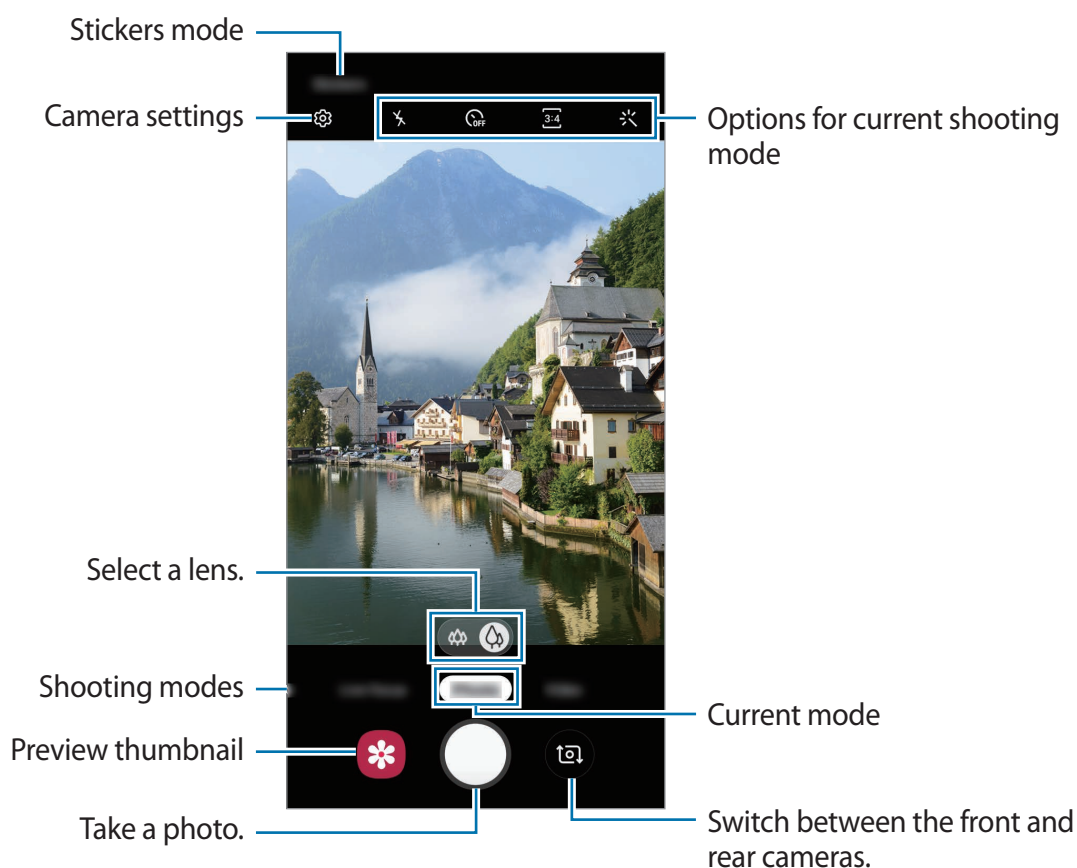 Stickers mode
Camera settings
OFF
3:4
Options for current shooting
mode
Select a lens.
Shooting modes
Current mode
Preview thumbnail
Take a photo.
Switch between the front and
rear cameras.